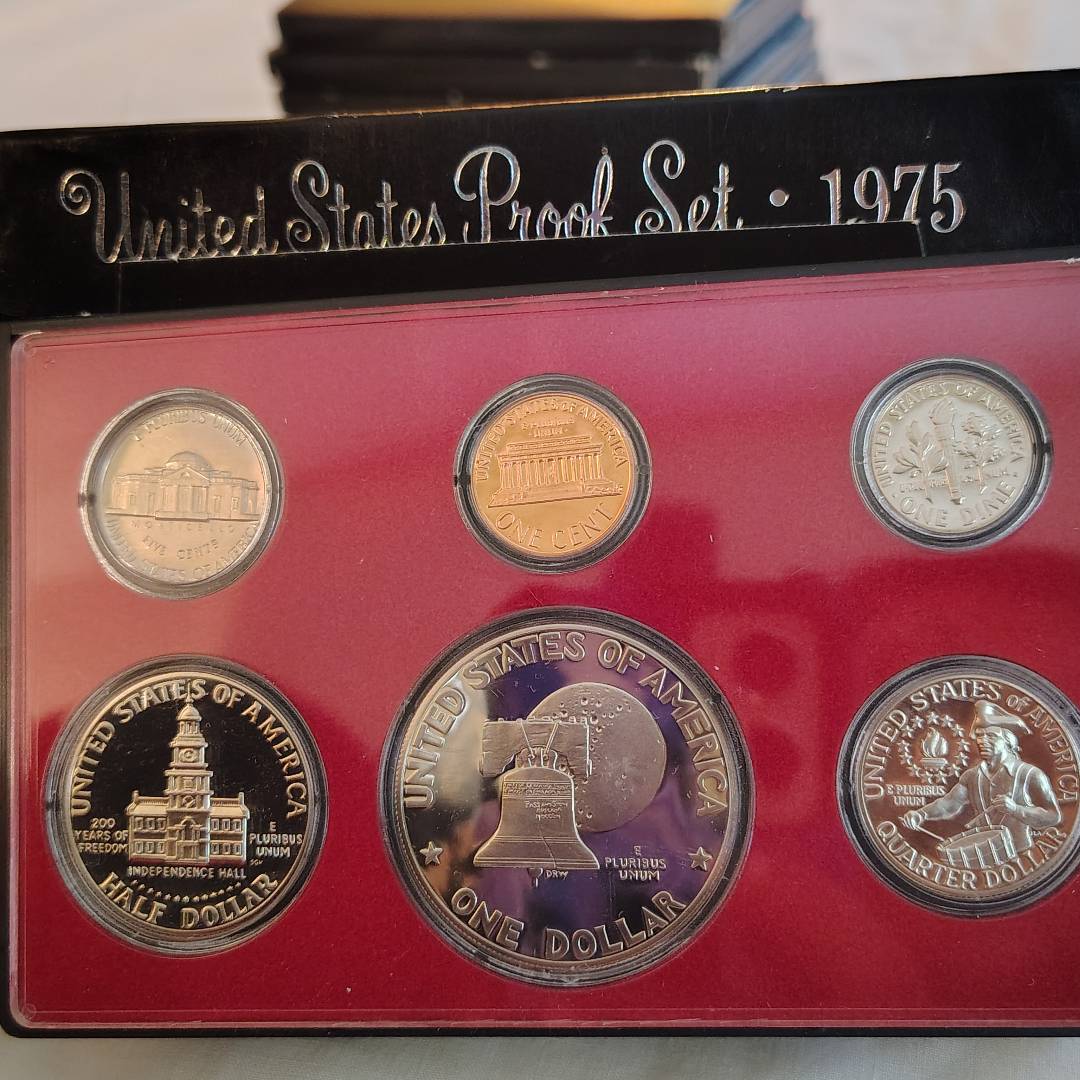 United States Proof Set · 1975
E PLURIBUS UNUM
MONTICELLO
FIVE CENTS
UNITED STATES OF AMERICA
UNITED STATES OF AMERICA
E PLURIBUS
· UNUM ·
ONE CENT
UNITED STATES OF AMERICA
· ONE DIME ·
UNITED STATES OF AMERICA
200
YEARS OF
FREEDOM
E
PLURIBUS
UNUM
INDEPENDENCE HALL
HALF DOLLAR
UNITED STATES OF AMERICA
E
PLURIBUS
UNUM
DRW
ONE DOLLAR
UNITED STATES OF AMERICA
E PLURIBUS
UNUM
QUARTER DOLLAR